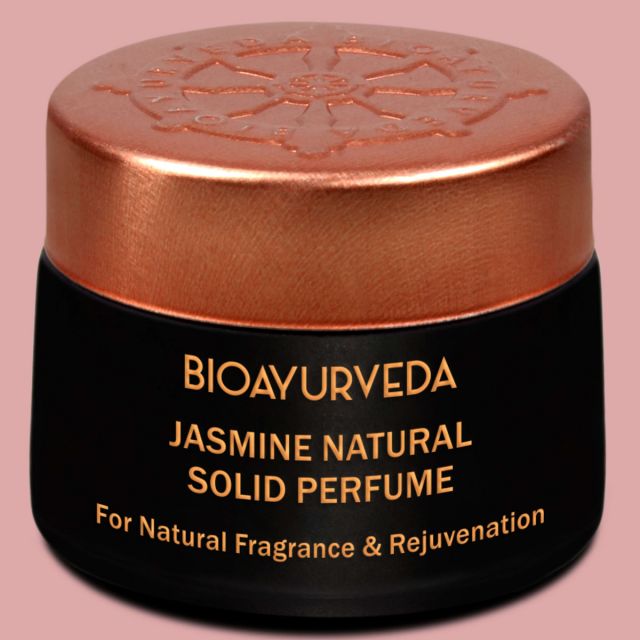 BIOAYURVEDA
JASMINE NATURAL
SOLID PERFUME
For Natural Fragrance & Rejuvenation